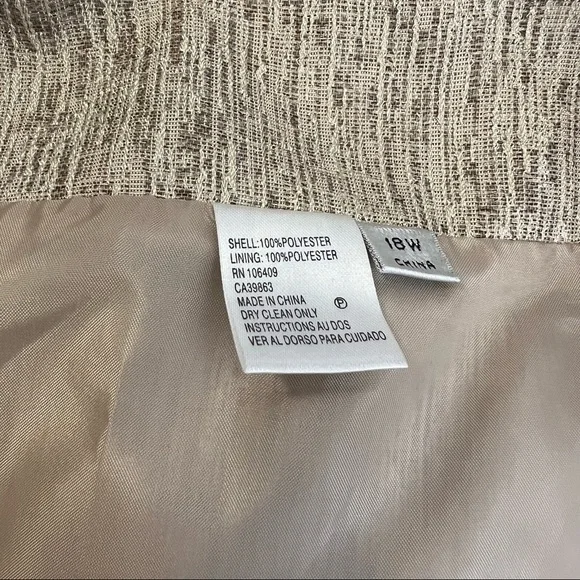 SHELL:100%POLYESTER
LINING: 100%POLYESTER
RN 106409
CA39863
MADE IN CHINA
P
DRY CLEAN ONLY
INSTRUCTIONS AU DOS
VER AL DORSO PARA CUIDADO
18W
CHINA